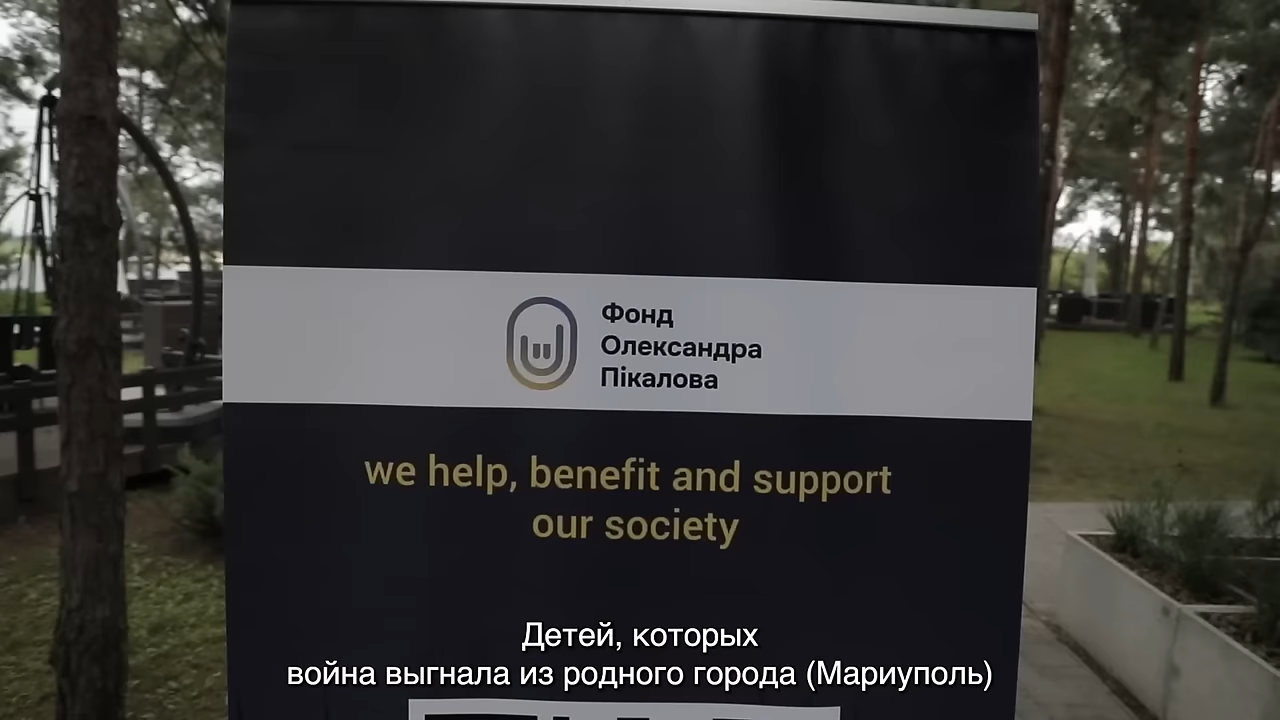 Фонд
Олександра
Пікалова
we help, benefit and support
our society
Детей, которых
война выгнала из родного города (Мариуполь)